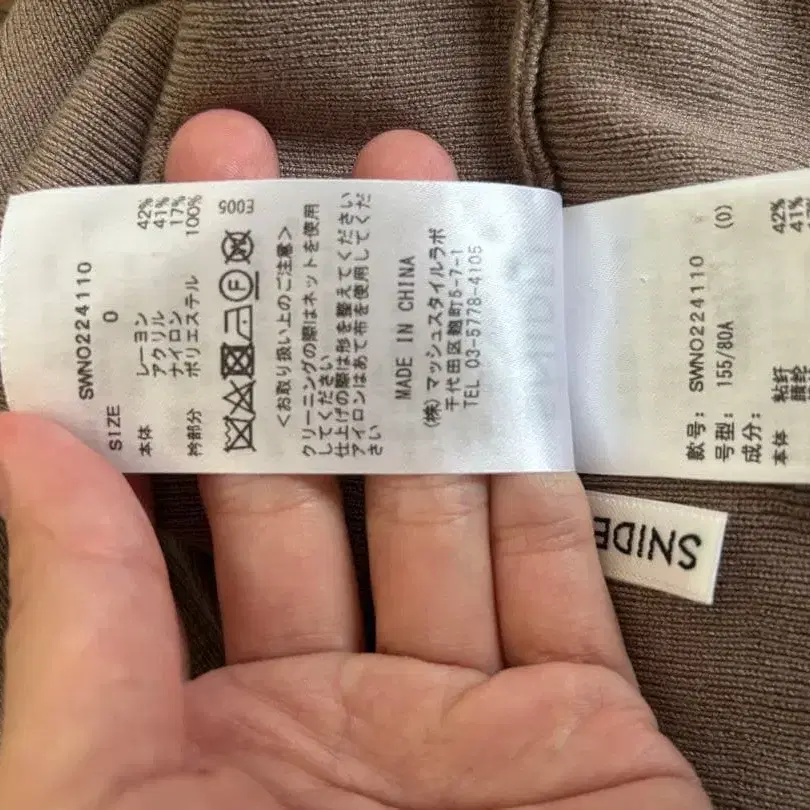 SWNO224110
SIZE 0
本体 レーヨン 42%
アクリル 41%
ナイロン 17%
衿部分 ポリエステル 100%
E005
F
<お取り扱い上のご注意>
クリーニングの際はネットを使用
してください
仕上げの際は形を整えてください
アイロンはあて布を使用してくだ
さい
MADE IN CHINA
(株)マッシュスタイルラボ
千代田区麹町5-7-1
TEL 03-5778-4105
款号: SWNO224110 (0)
号型: 155/80A
成分:
本体 粘纤 42%
腈纶 41%
SNIDE